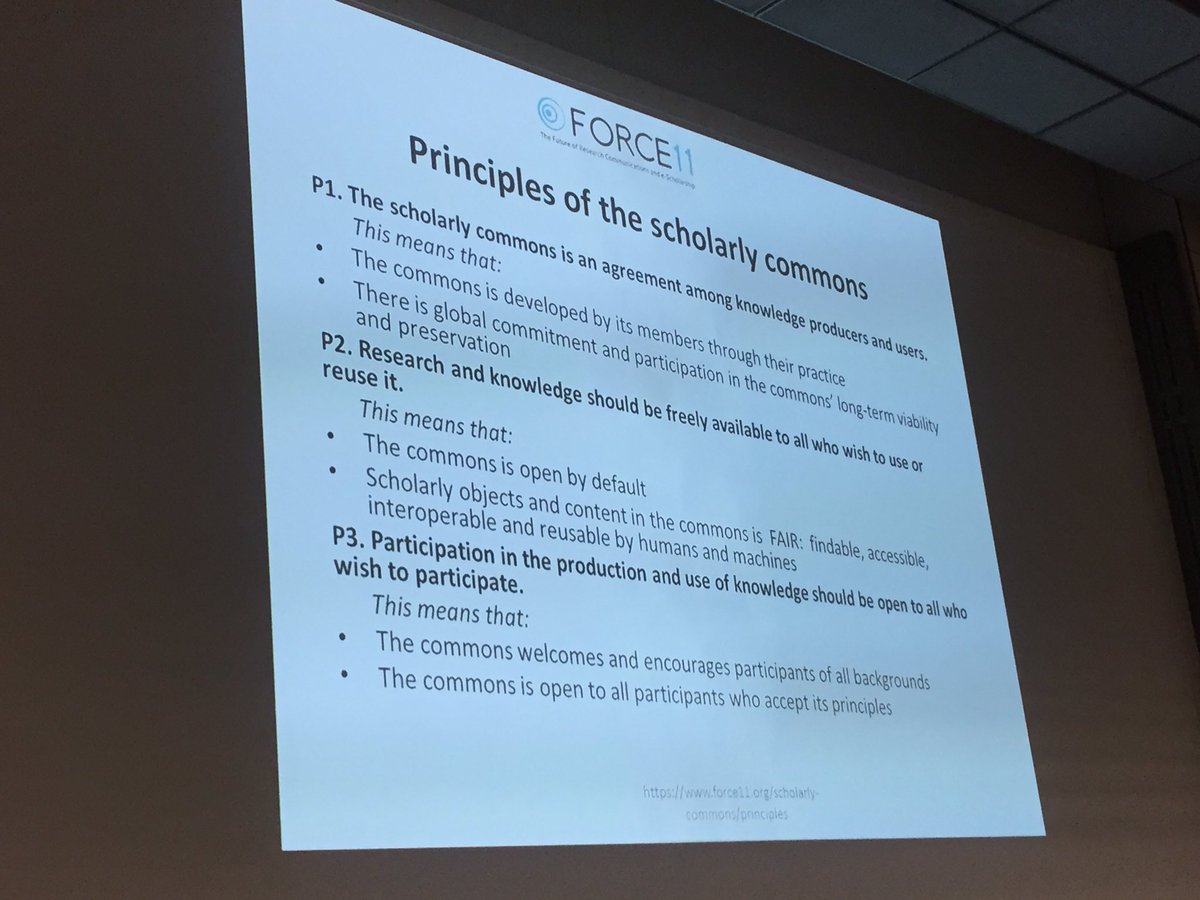 FORCE11
The Future of Research Communications and e-Scholarship
Principles of the scholarly commons
P1. The scholarly commons is an agreement among knowledge producers and users.
This means that:
• The commons is developed by its members through their practice
• There is global commitment and participation in the commons' long-term viability
and preservation
P2. Research and knowledge should be freely available to all who wish to use or
reuse it.
This means that:
• The commons is open by default
• Scholarly objects and content in the commons is FAIR: findable, accessible,
interoperable and reusable by humans and machines
P3. Participation in the production and use of knowledge should be open to all who
wish to participate.
This means that:
• The commons welcomes and encourages participants of all backgrounds
• The commons is open to all participants who accept its principles
https://www.force11.org/scholarly-
commons/principles